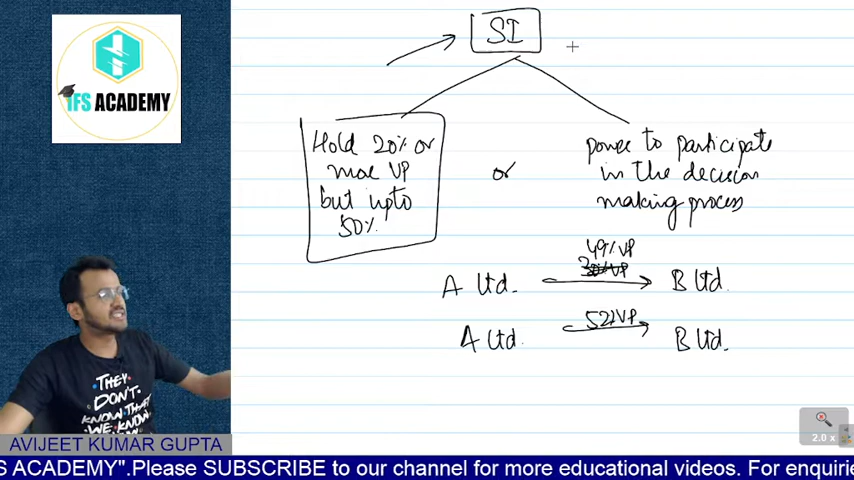 SI
IFS ACADEMY
Hold 20% or
more VP
but upto
50%.
or
power to participate
in the decision
making process
49% VP
A Ltd.
B Ltd.
52% VP
A Ltd.
B Ltd.
THEY
DON'T
KNOW THAT
WE KNOW
2.0 x
AVIJEET KUMAR GUPTA
FS ACADEMY".Please SUBSCRIBE to our channel for more educational videos. For enquirie